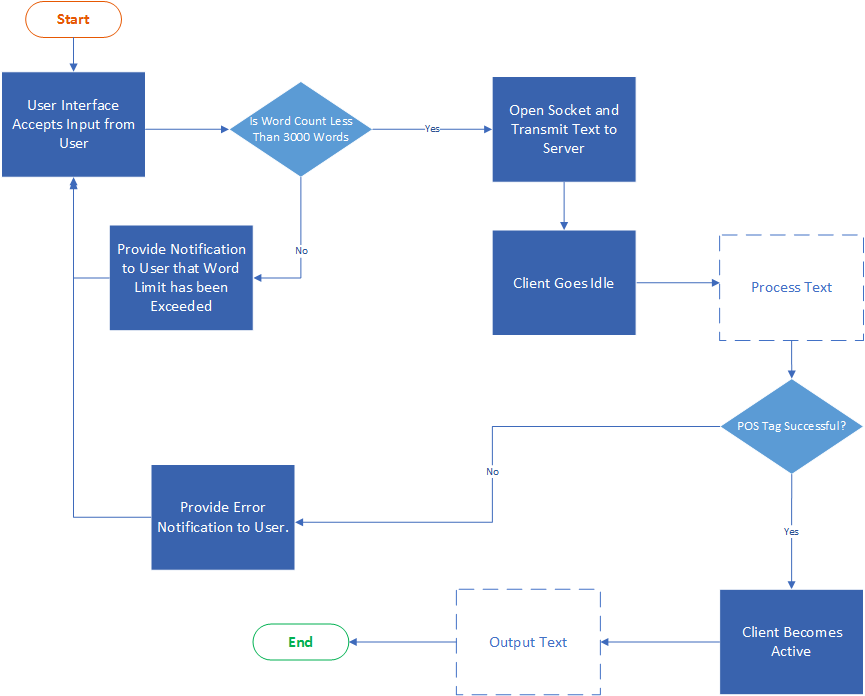 Start
User Interface
Accepts Input from
User
Is Word Count Less
Than 3000 Words
Yes
Open Socket and
Transmit Text to
Server
No
Provide Notification
to User that Word
Limit has been
Exceeded
Client Goes Idle
Process Text
POS Tag Successful?
No
Provide Error
Notification to User.
Yes
Client Becomes
Active
Output Text
End